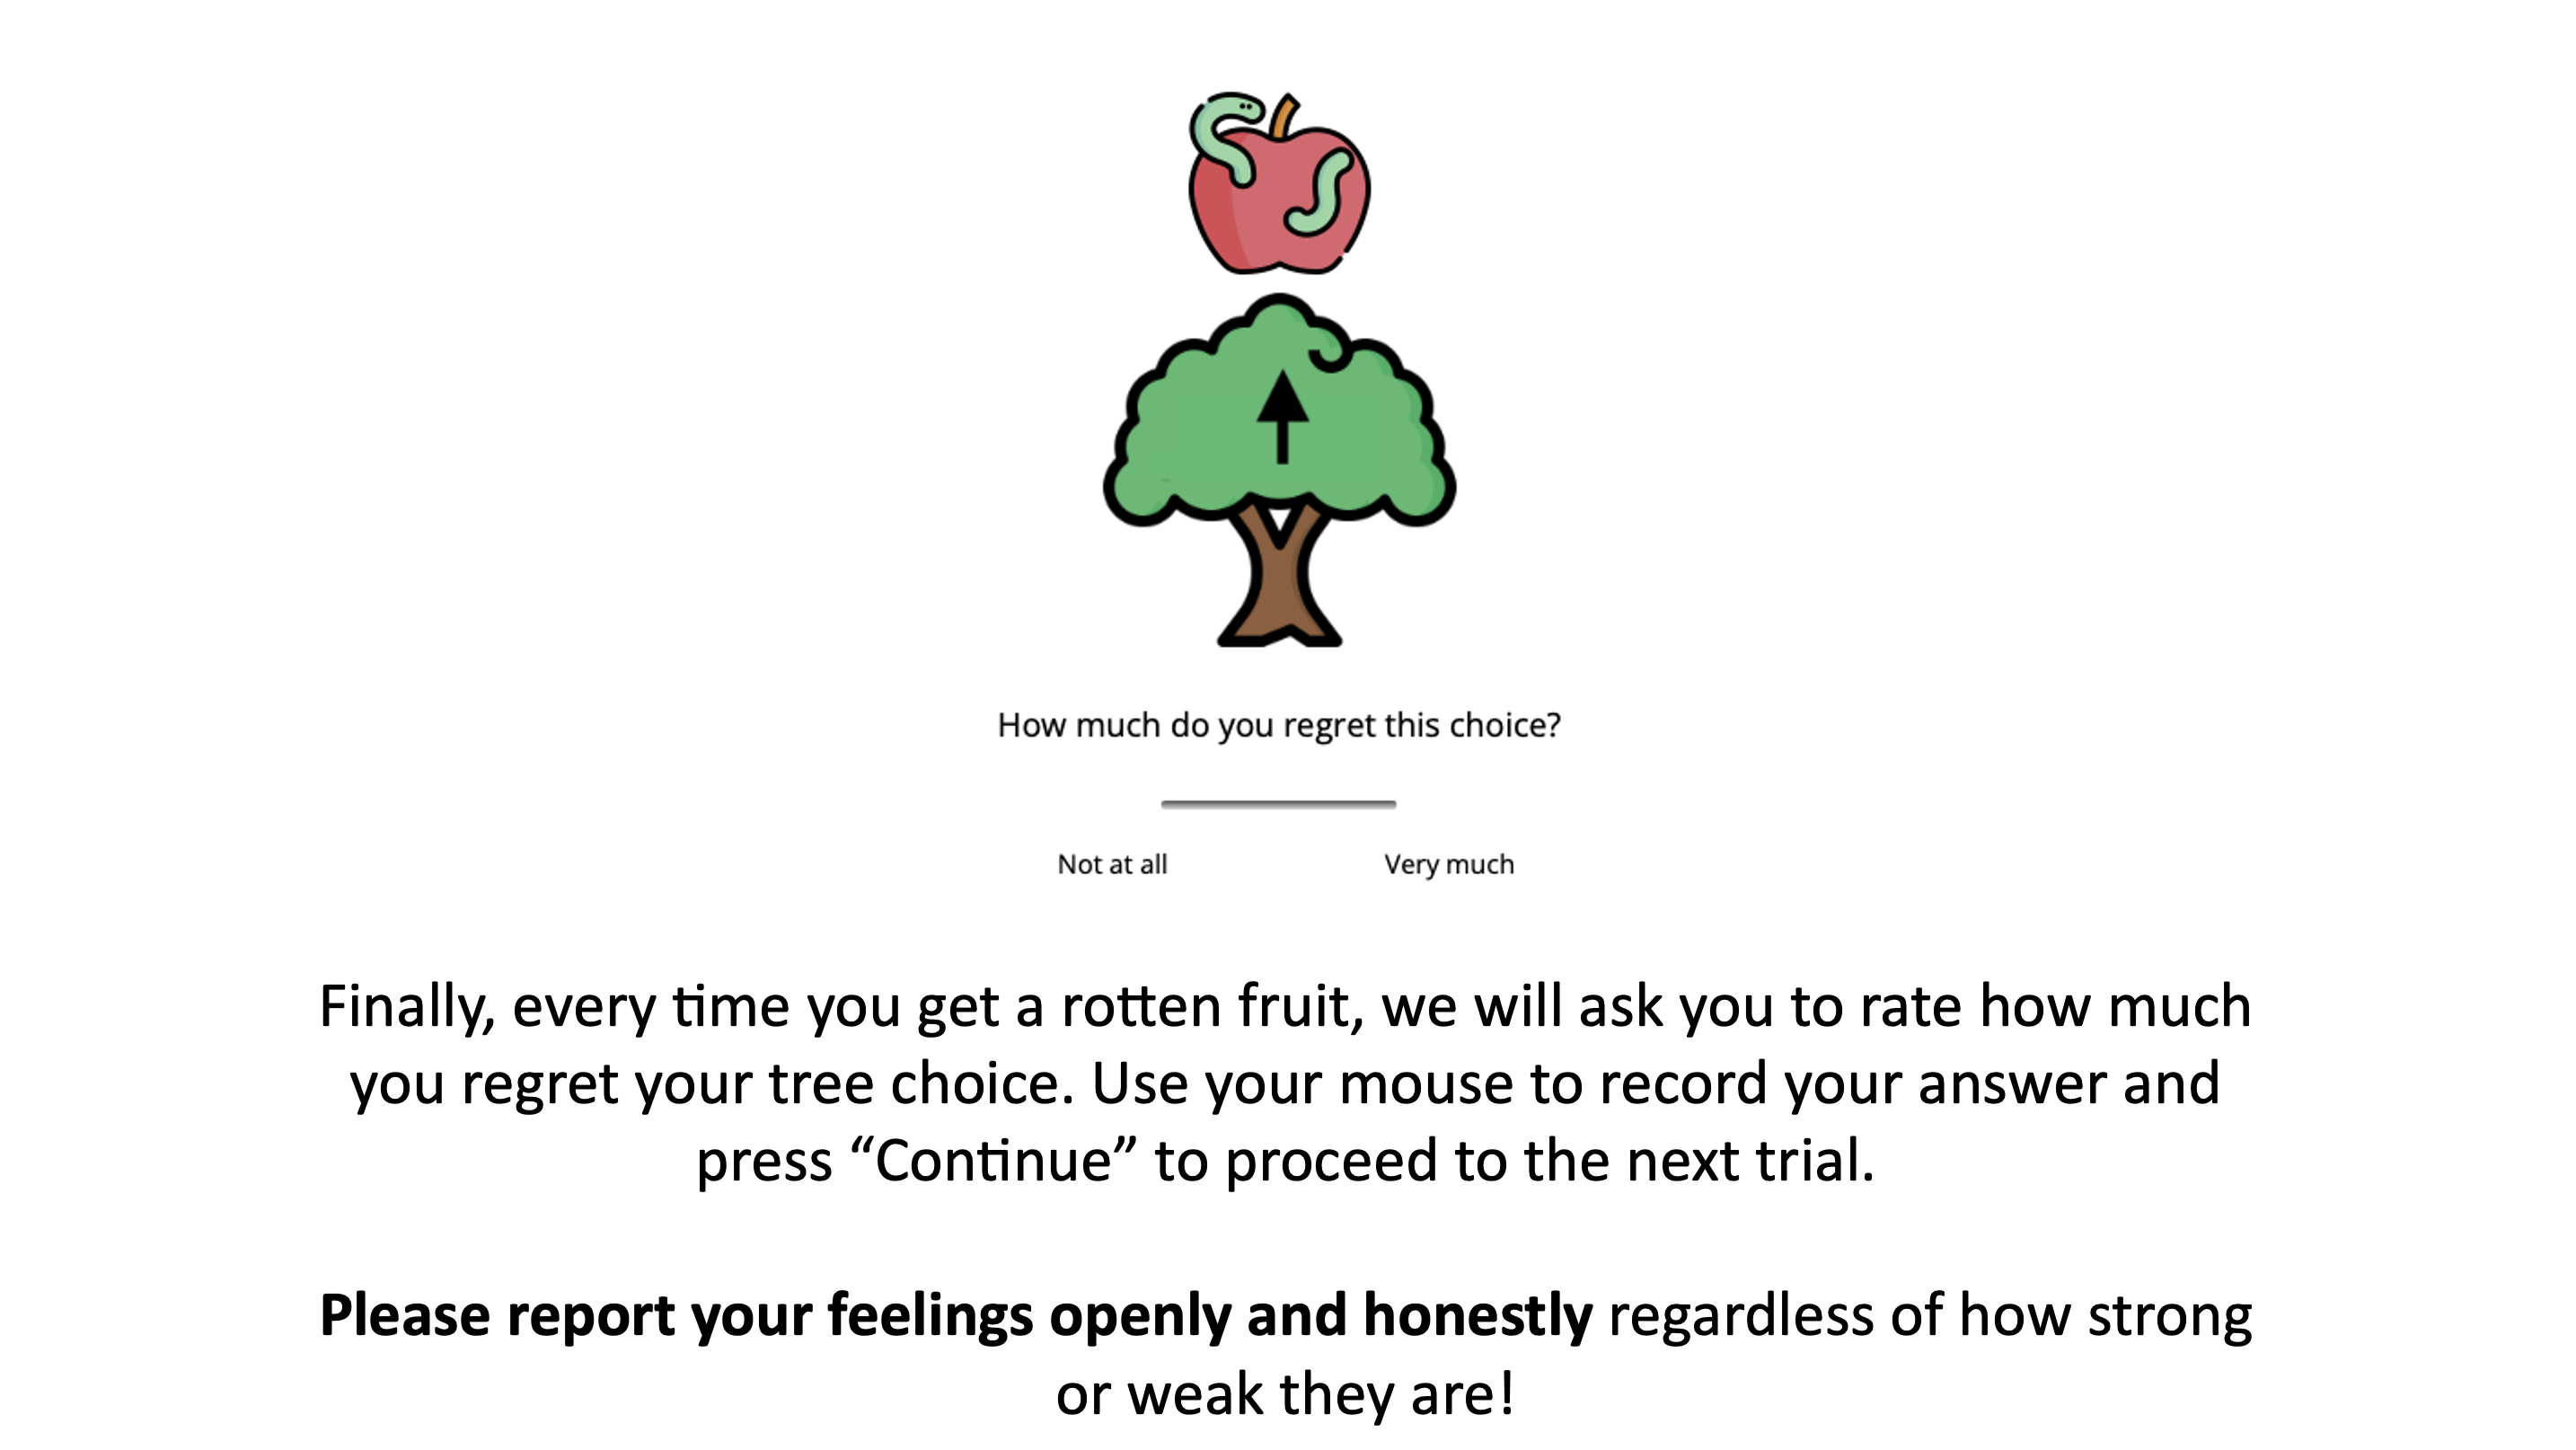 How much do you regret this choice?
Not at all Very much
Finally, every time you get a rotten fruit, we will ask you to rate how much
you regret your tree choice. Use your mouse to record your answer and
press “Continue” to proceed to the next trial.
Please report your feelings openly and honestly regardless of how strong
or weak they are!